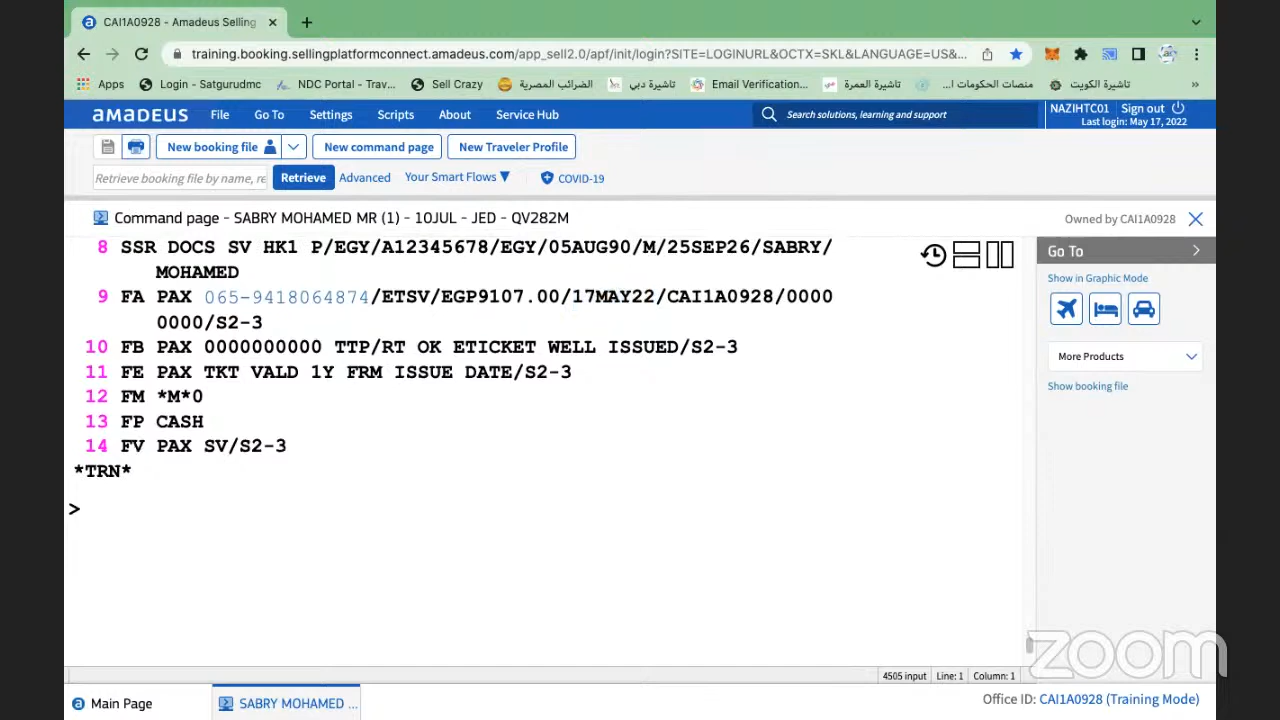 CAI1A0928 - Amadeus Selling
training.booking.sellingplatformconnect.amadeus.com/app_sell2.0/apf/init/login?SITE=LOGINURL&OCTX=SKL&LANGUAGE=US&...
Apps Login - Satgurudmc NDC Portal - Trav... Sell Crazy الضرائب المصرية تاشيرة دبي Email Verification... تاشيرة العمرة منصات الحكومات ا... تاشيرة الكويت »
amadeus File Go To Settings Scripts About Service Hub Search solutions, learning and support NAZIHTC01 Sign out
Last login: May 17, 2022
New booking file New command page New Traveler Profile
Retrieve booking file by name, re Retrieve Advanced Your Smart Flows COVID-19
Command page - SABRY MOHAMED MR (1) - 10JUL - JED - QV282M Owned by CAI1A0928
8 SSR DOCS SV HK1 P/EGY/A12345678/EGY/05AUG90/M/25SEP26/SABRY/
MOHAMED
9 FA PAX 065-9418064874/ETSV/EGP9107.00/17MAY22/CAI1A0928/0000
0000/S2-3
10 FB PAX 0000000000 TTP/RT OK ETICKET WELL ISSUED/S2-3
11 FE PAX TKT VALD 1Y FRM ISSUE DATE/S2-3
12 FM *M*0
13 FP CASH
14 FV PAX SV/S2-3
*TRN*
>
Go To
Show in Graphic Mode
More Products
Show booking file
zoom
4505 input Line: 1 Column: 1
Main Page SABRY MOHAMED ... Office ID: CAI1A0928 (Training Mode)